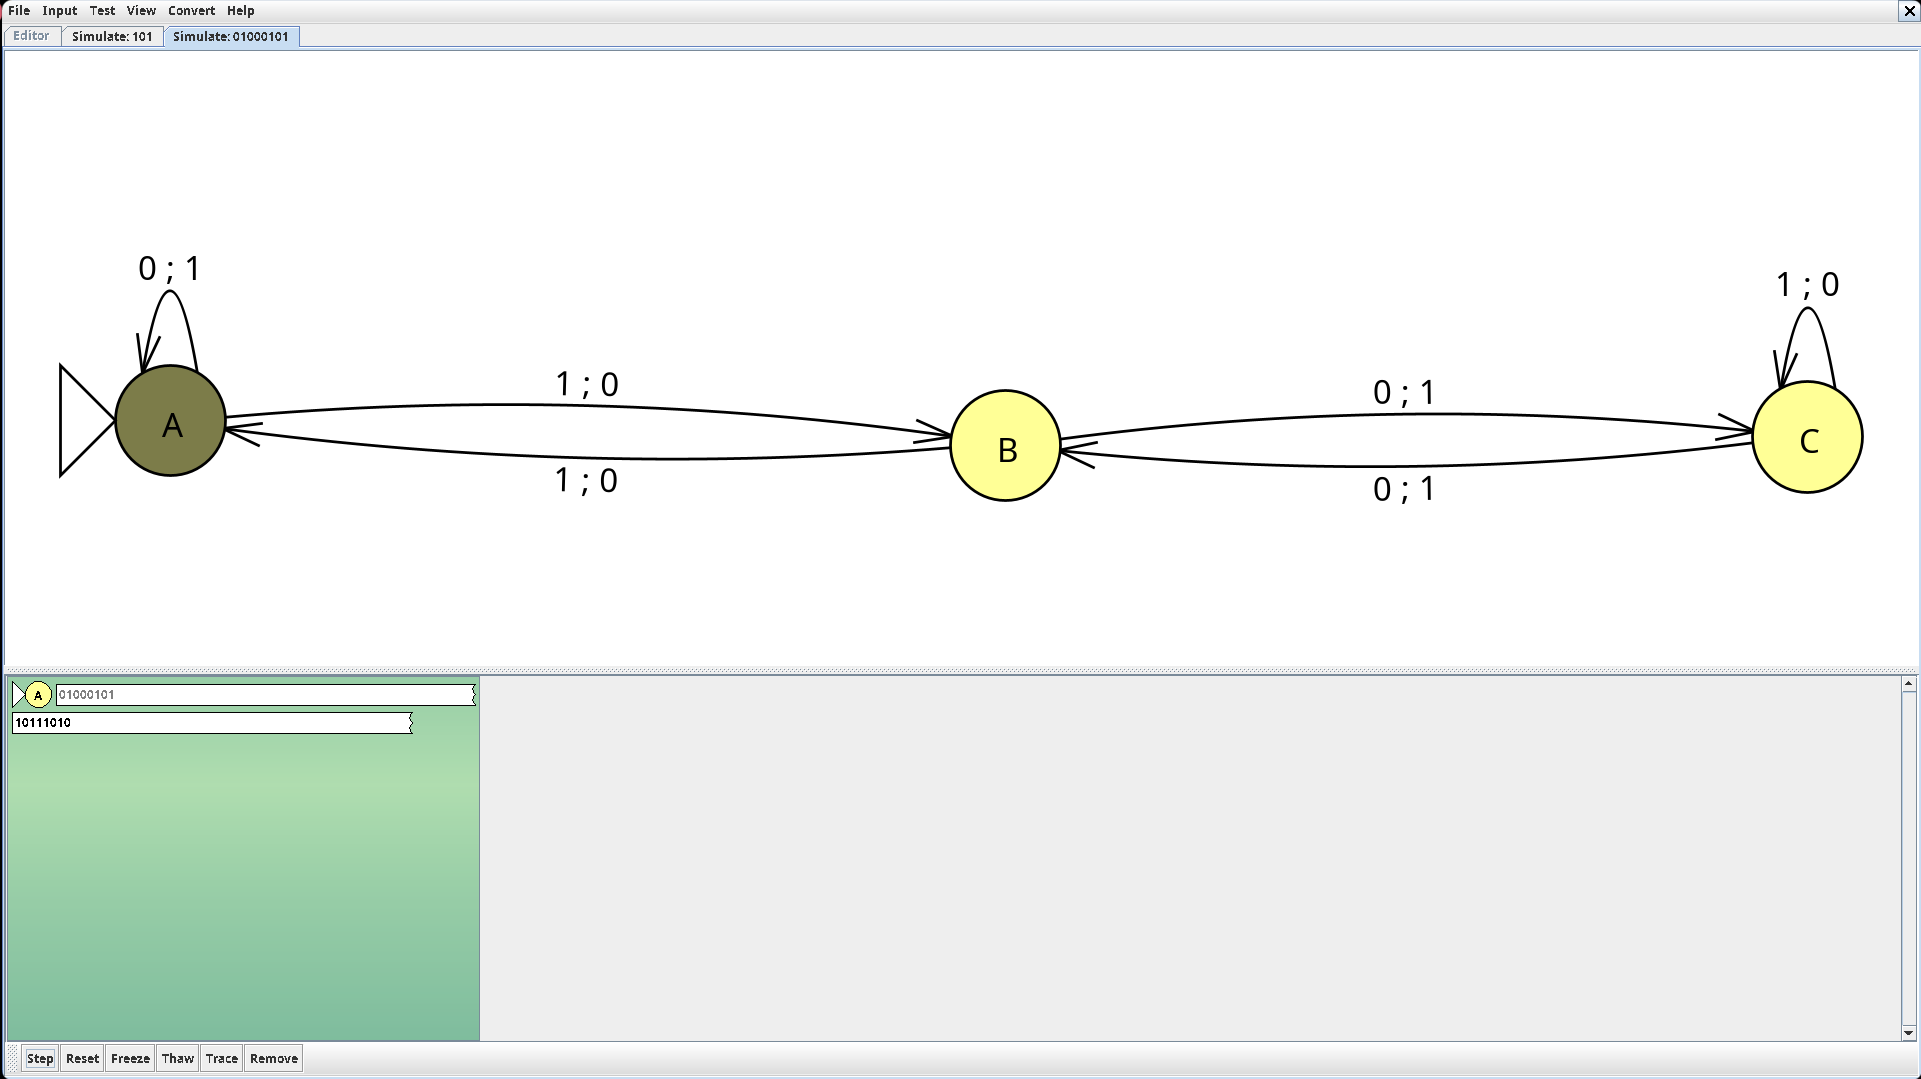 File Input Test View Convert Help
Editor Simulate: 101 Simulate: 01000101
0 ; 1
1 ; 0
1 ; 0
0 ; 1
A
B
C
1 ; 0
0 ; 1
A 01000101
10111010
Step Reset Freeze Thaw Trace Remove